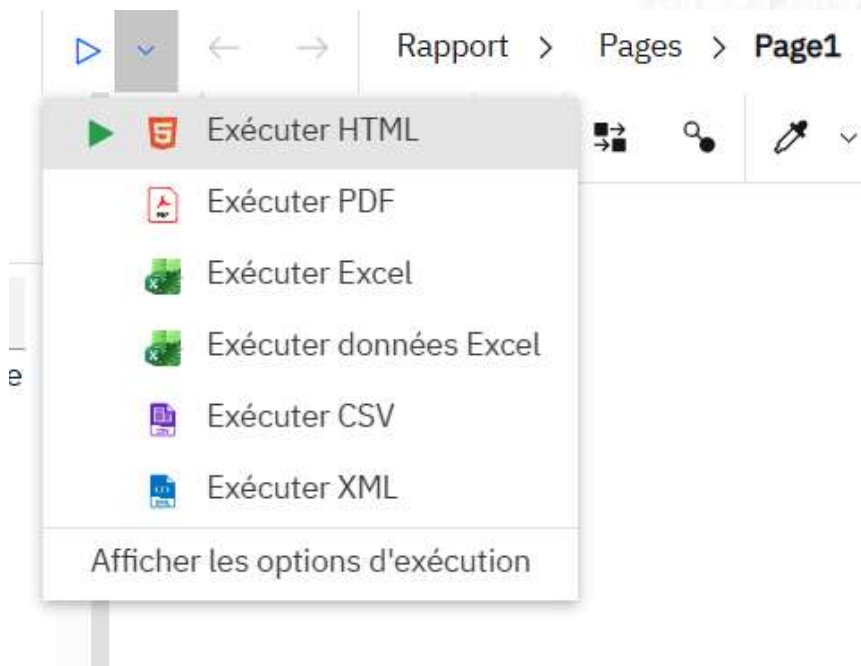 Rapport > Pages > Page1
Exécuter HTML
Exécuter PDF
Exécuter Excel
Exécuter données Excel
Exécuter CSV
Exécuter XML
Afficher les options d'exécution